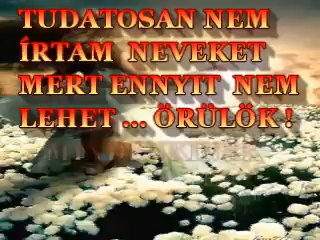 TUDATOSAN NEM
ÍRTAM NEVEKET
MERT ENNYIT NEM
LEHET ... ÖRÜLÖK !